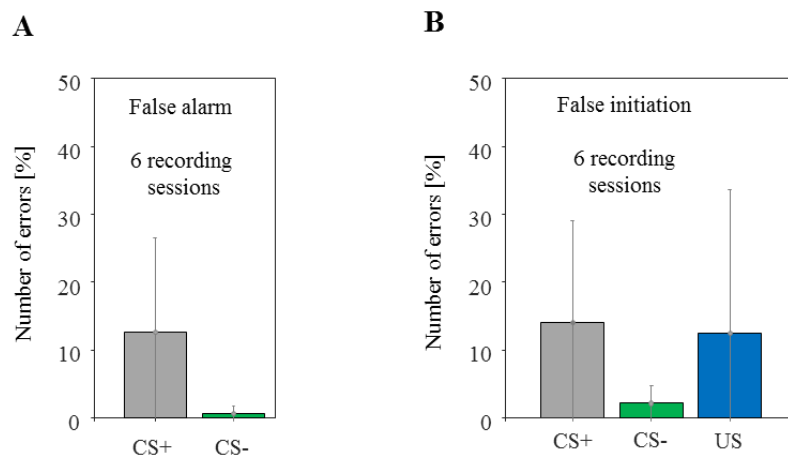 A
Number of errors [%]
50
40
30
20
10
0
False alarm
6 recording
sessions
CS+ CS-
B
Number of errors [%]
50
40
30
20
10
0
False initiation
6 recording
sessions
CS+ CS- US